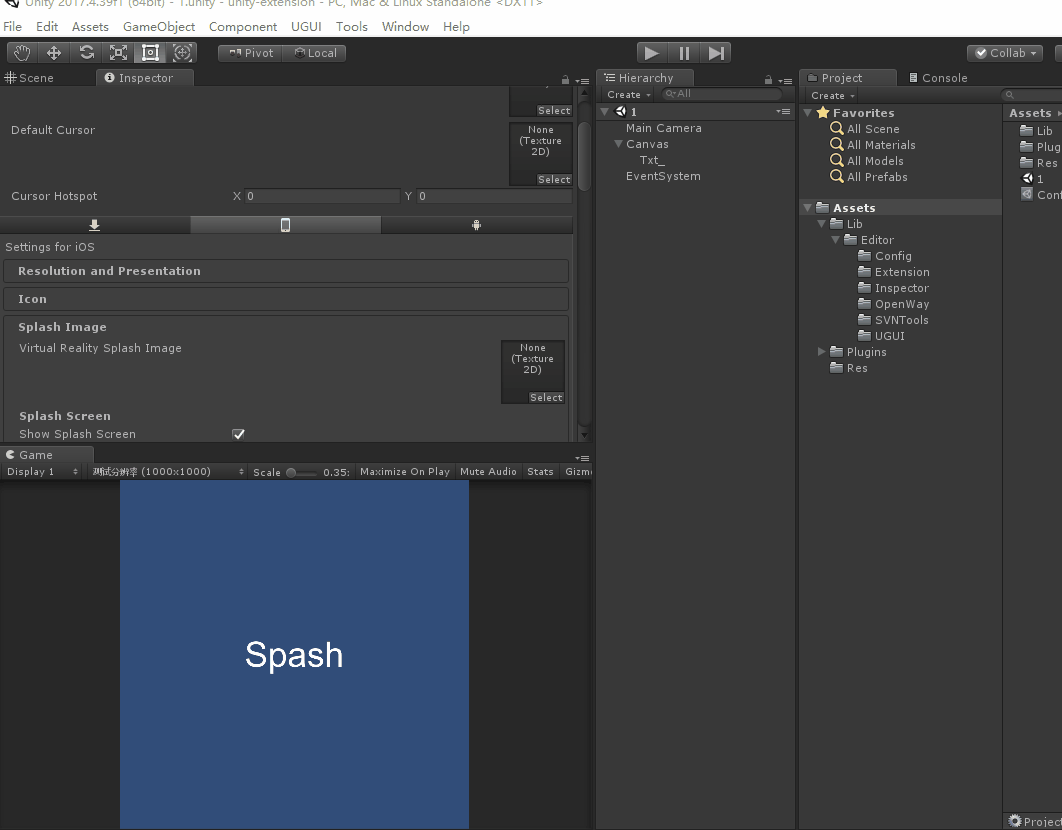 Unity 2017.4.39f1 (64bit) - 1.unity - unity-extension - PC, Mac & Linux Standalone <DX11>
File Edit Assets GameObject Component UGUI Tools Window Help
Pivot Local Collab
Scene Inspector
Select
Default Cursor
None
(Texture
2D)
Select
Cursor Hotspot X 0 Y 0
Settings for iOS
Resolution and Presentation
Icon
Splash Image
Virtual Reality Splash Image
None
(Texture
2D)
Select
Splash Screen
Show Splash Screen
Game
Display 1 测试分辨率 (1000x1000) Scale 0.35: Maximize On Play Mute Audio Stats Gizm
Spash
Hierarchy
Create All
1
Main Camera
Canvas
Txt_
EventSystem
Project Console
Create
Favorites
All Scene
All Materials
All Models
All Prefabs
Assets
Lib
Editor
Config
Extension
Inspector
OpenWay
SVNTools
UGUI
Plugins
Res
Assets
Lib
Plug
Res
1
Conf
Project